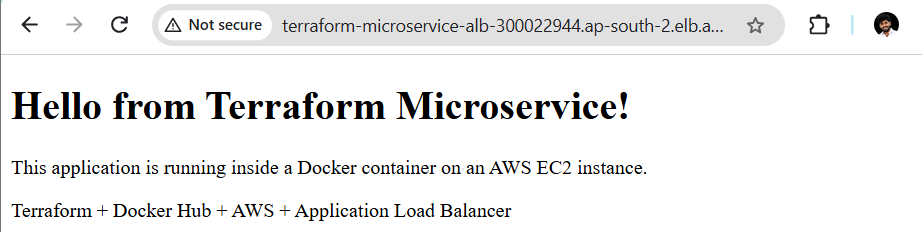 Not secure
terraform-microservice-alb-300022944.ap-south-2.elb.a...
Hello from Terraform Microservice!
This application is running inside a Docker container on an AWS EC2 instance.
Terraform + Docker Hub + AWS + Application Load Balancer